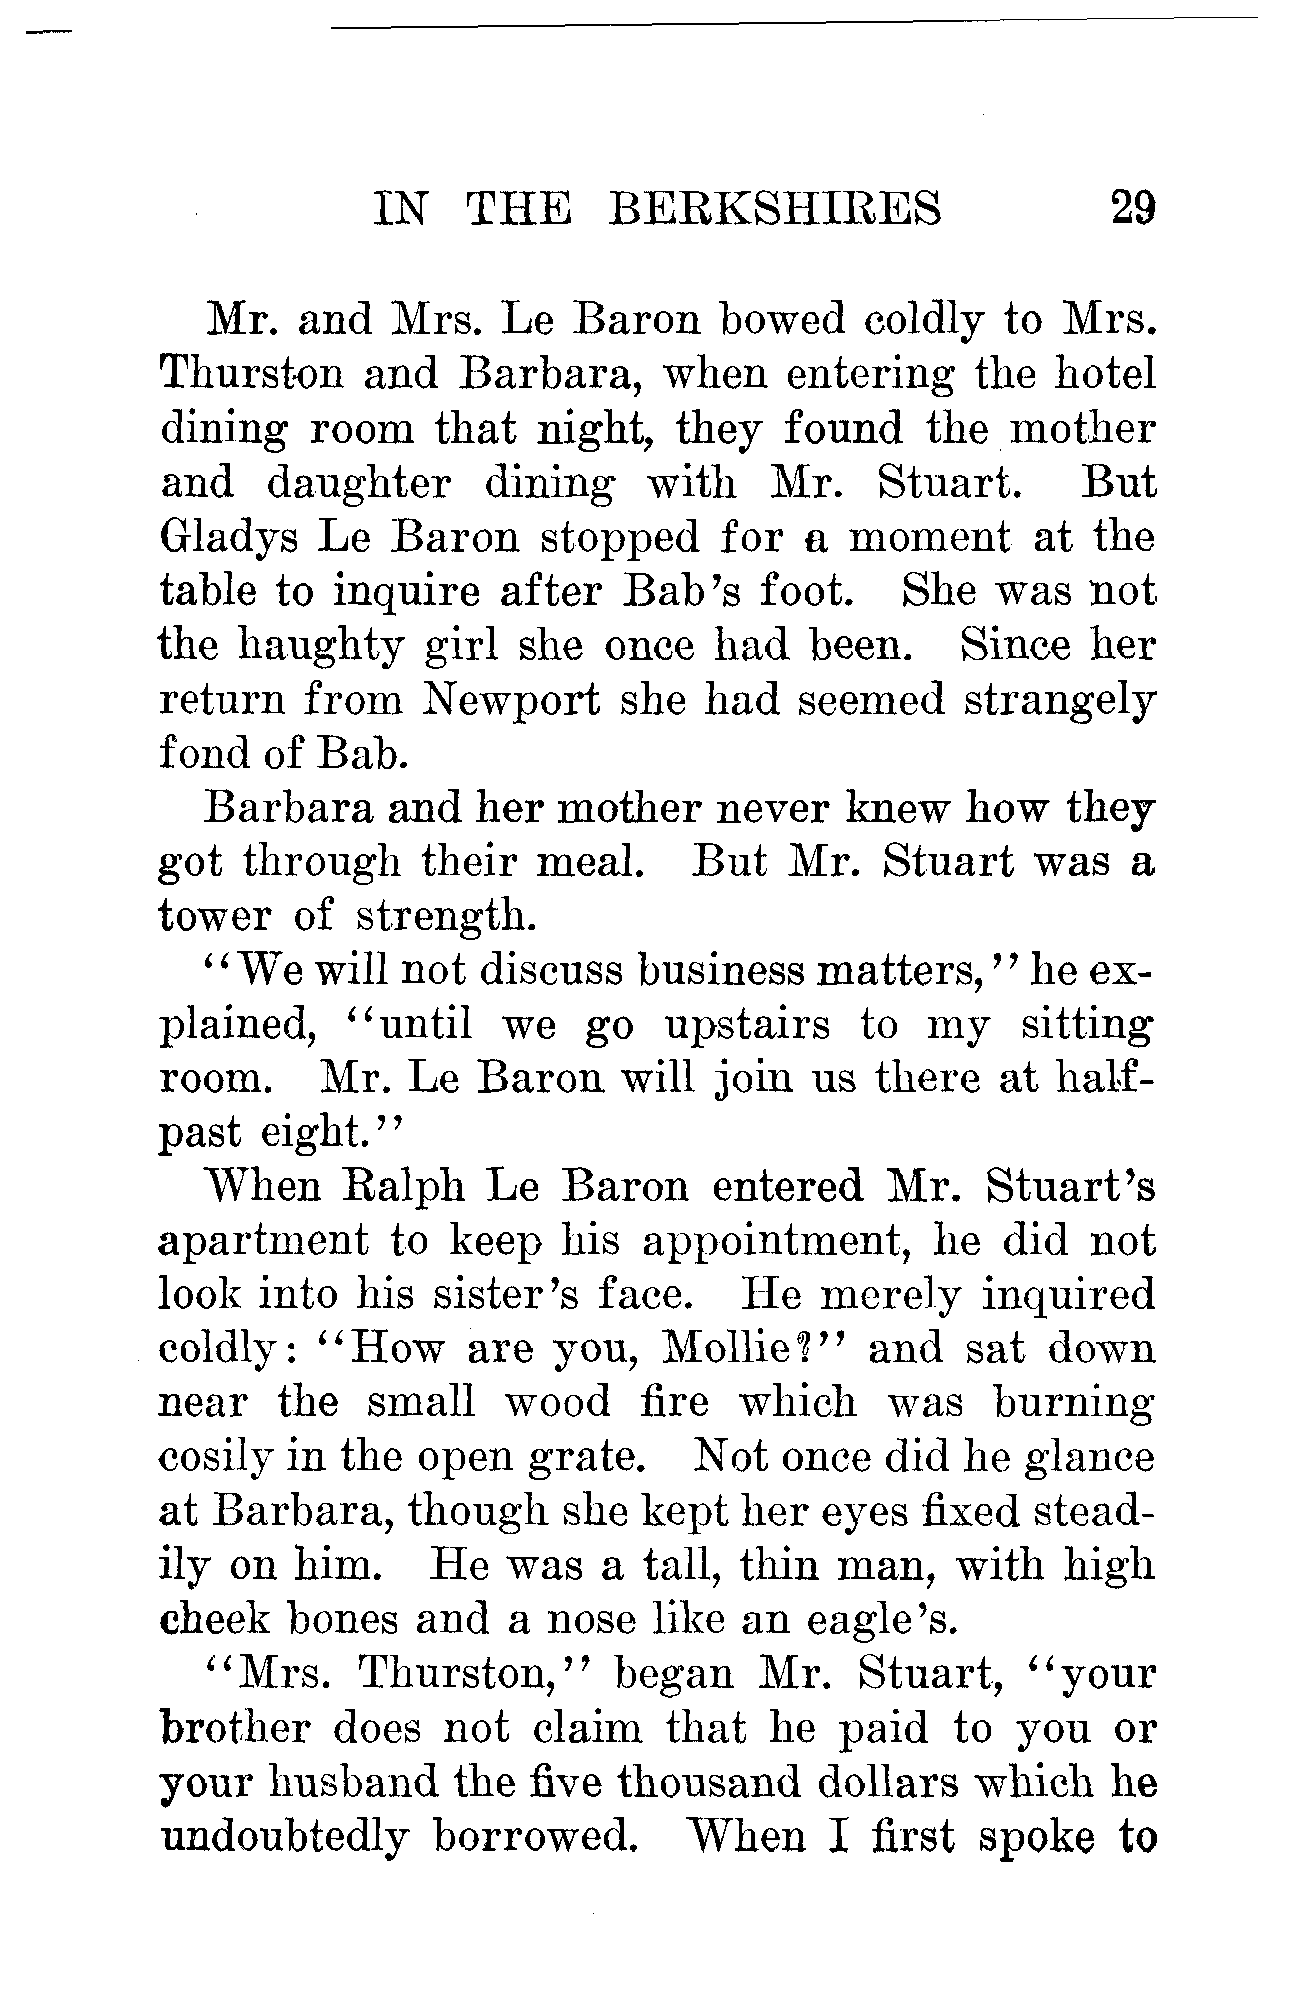 IN THE BERKSHIRES 29
Mr. and Mrs. Le Baron bowed coldly to Mrs.
Thurston and Barbara, when entering the hotel
dining room that night, they found the mother
and daughter dining with Mr. Stuart. But
Gladys Le Baron stopped for a moment at the
table to inquire after Bab's foot. She was not
the haughty girl she once had been. Since her
return from Newport she had seemed strangely
fond of Bab.
Barbara and her mother never knew how they
got through their meal. But Mr. Stuart was a
tower of strength.
"We will not discuss business matters," he ex-
plained, "until we go upstairs to my sitting
room. Mr. Le Baron will join us there at half-
past eight."
When Ralph Le Baron entered Mr. Stuart's
apartment to keep his appointment, he did not
look into his sister's face. He merely inquired
coldly: "How are you, Mollie?" and sat down
near the small wood fire which was burning
cosily in the open grate. Not once did he glance
at Barbara, though she kept her eyes fixed stead-
ily on him. He was a tall, thin man, with high
cheek bones and a nose like an eagle's.
"Mrs. Thurston," began Mr. Stuart, "your
brother does not claim that he paid to you or
your husband the five thousand dollars which he
undoubtedly borrowed. When I first spoke to